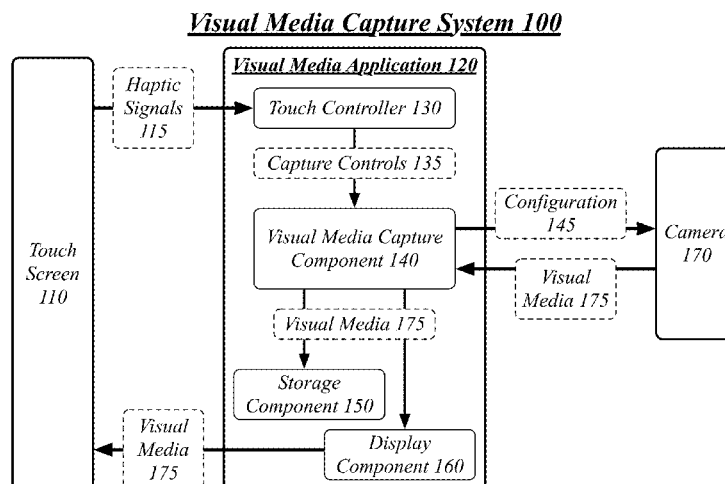 Visual Media Capture System 100
Visual Media Application 120
Haptic
Signals
115
Touch Controller 130
Capture Controls 135
Touch
Screen
110
Visual Media Capture
Component 140
Configuration
145
Camera
170
Visual
Media 175
Visual Media 175
Storage
Component 150
Visual
Media
175
Display
Component 160